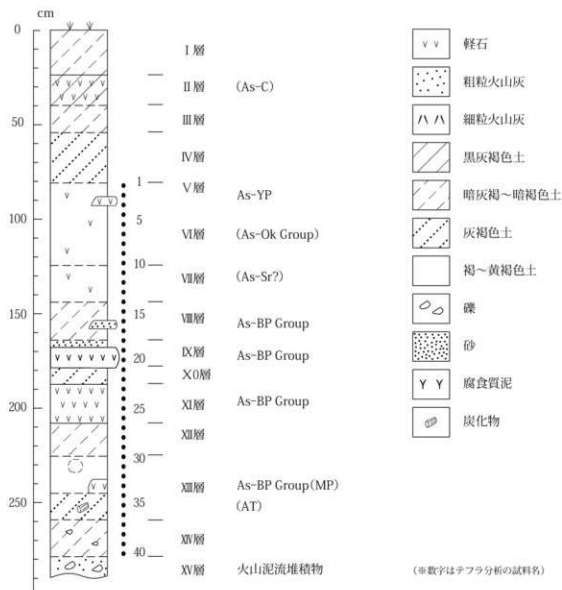 cm
0
50
100
150
200
250
1
5
10
15
20
25
30
35
40
Ⅰ層
Ⅱ層 (As-C)
Ⅲ層
Ⅳ層
Ⅴ層
As-YP
Ⅵ層 (As-Ok Group)
Ⅶ層 (As-Sr?)
Ⅷ層 As-BP Group
Ⅸ層 As-BP Group
Ⅹ0層
Ⅺ層 As-BP Group
Ⅻ層
XIII層 As-BP Group(MP)
(AT)
XIV層
XV層 火山泥流堆積物
軽石
粗粒火山灰
細粒火山灰
黒灰褐色土
暗灰褐～暗褐色土
灰褐色土
褐～黄褐色土
礫
砂
腐食質泥
炭化物
(※数字はテフラ分析の試料名)